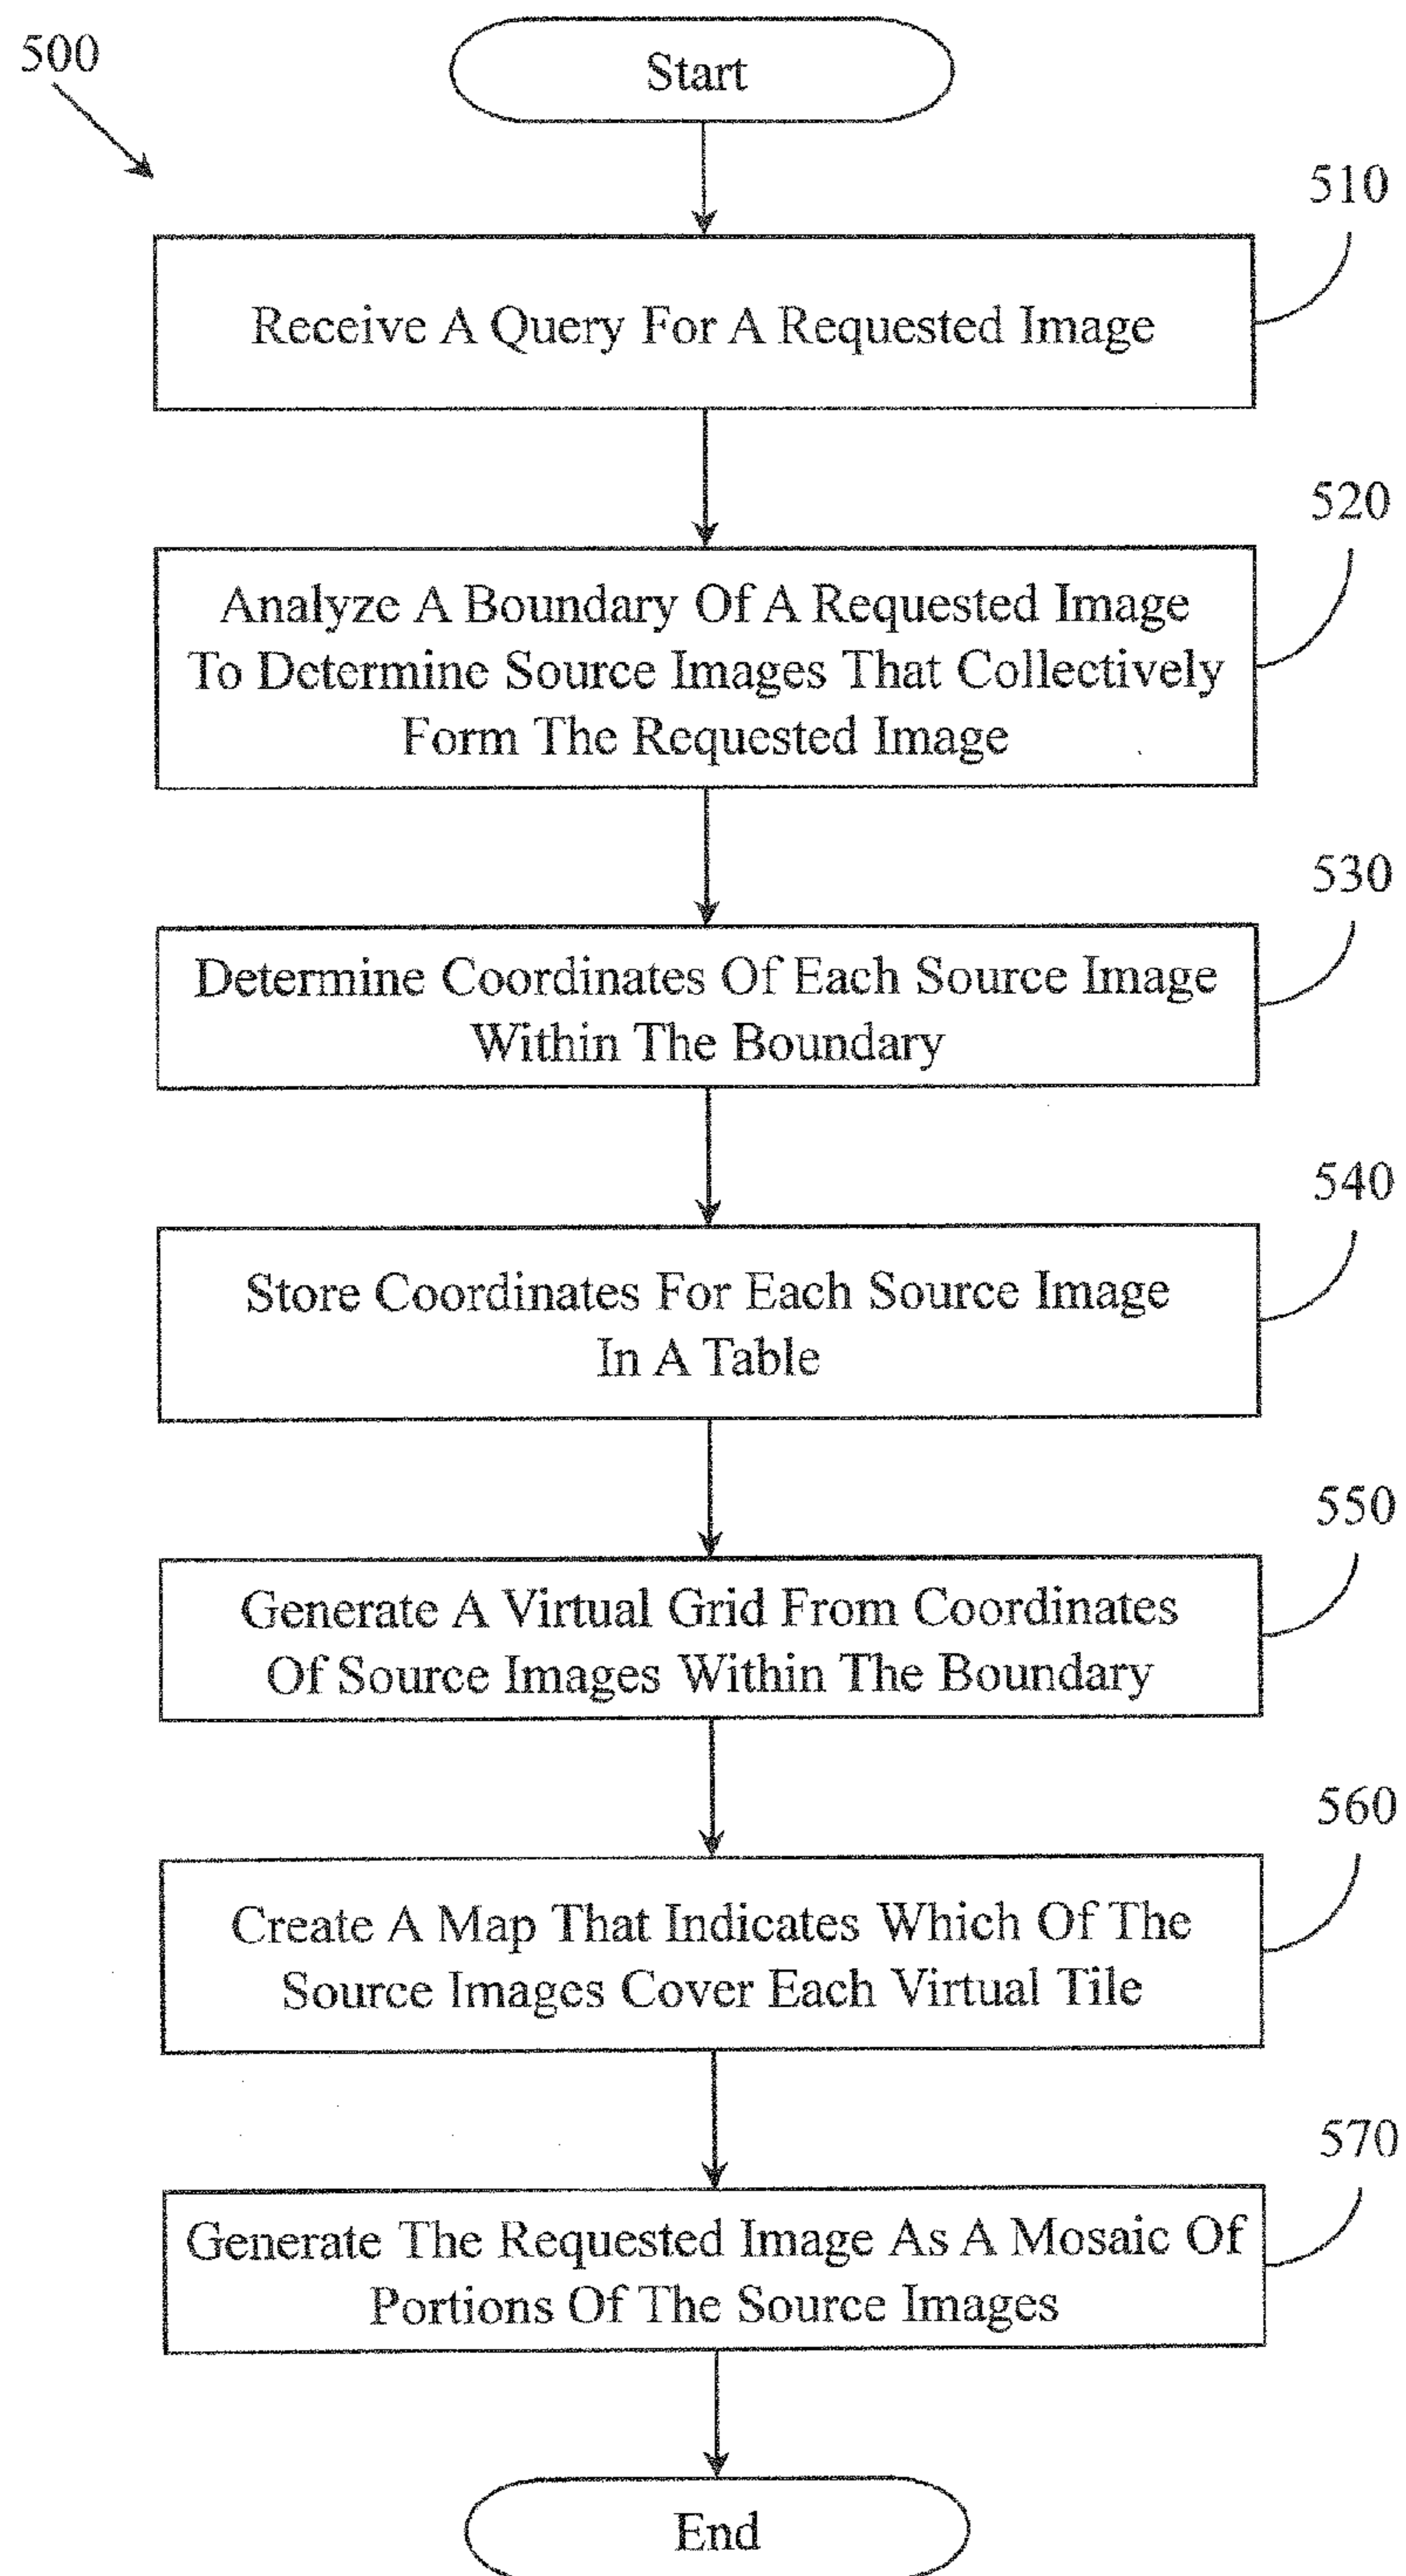 500
Start
510
Receive A Query For A Requested Image
520
Analyze A Boundary Of A Requested Image
To Determine Source Images That Collectively
Form The Requested Image
530
Determine Coordinates Of Each Source Image
Within The Boundary
540
Store Coordinates For Each Source Image
In A Table
550
Generate A Virtual Grid From Coordinates
Of Source Images Within The Boundary
560
Create A Map That Indicates Which Of The
Source Images Cover Each Virtual Tile
570
Generate The Requested Image As A Mosaic Of
Portions Of The Source Images
End